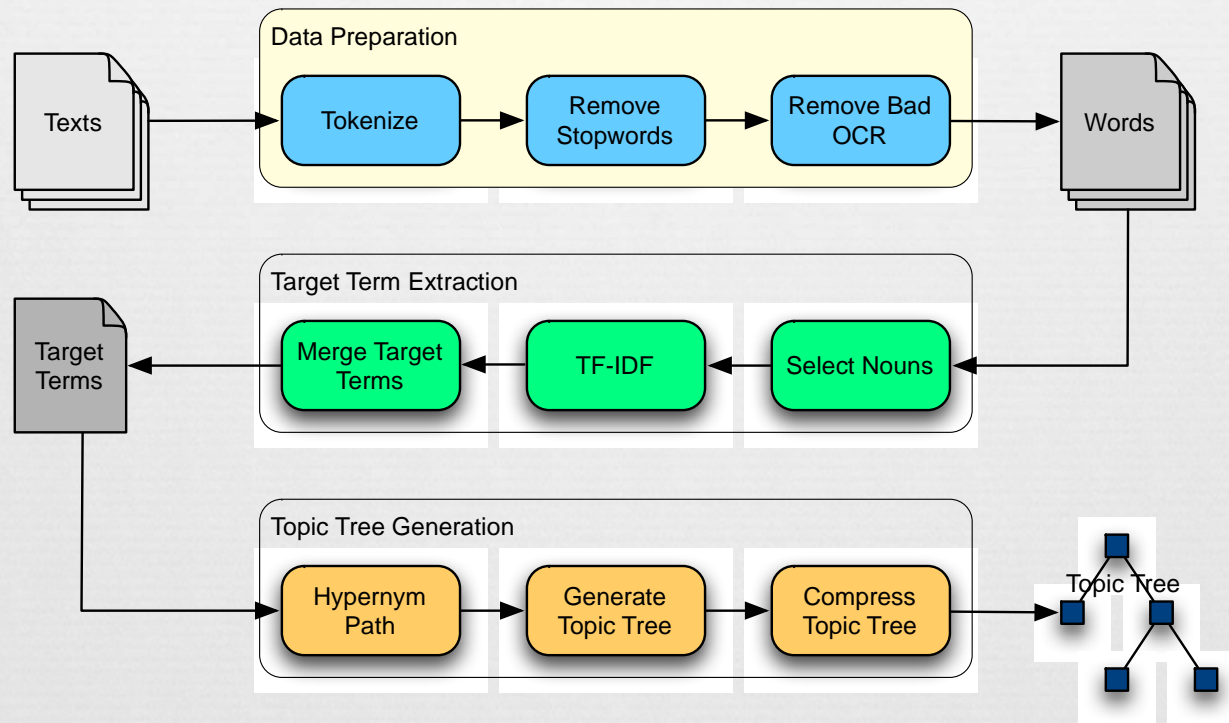 Data Preparation
Texts
Tokenize
Remove
Stopwords
Remove Bad
OCR
Words
Target Term Extraction
Target
Terms
Merge Target
Terms
TF-IDF
Select Nouns
Topic Tree Generation
Hypernym
Path
Generate
Topic Tree
Compress
Topic Tree
Topic Tree